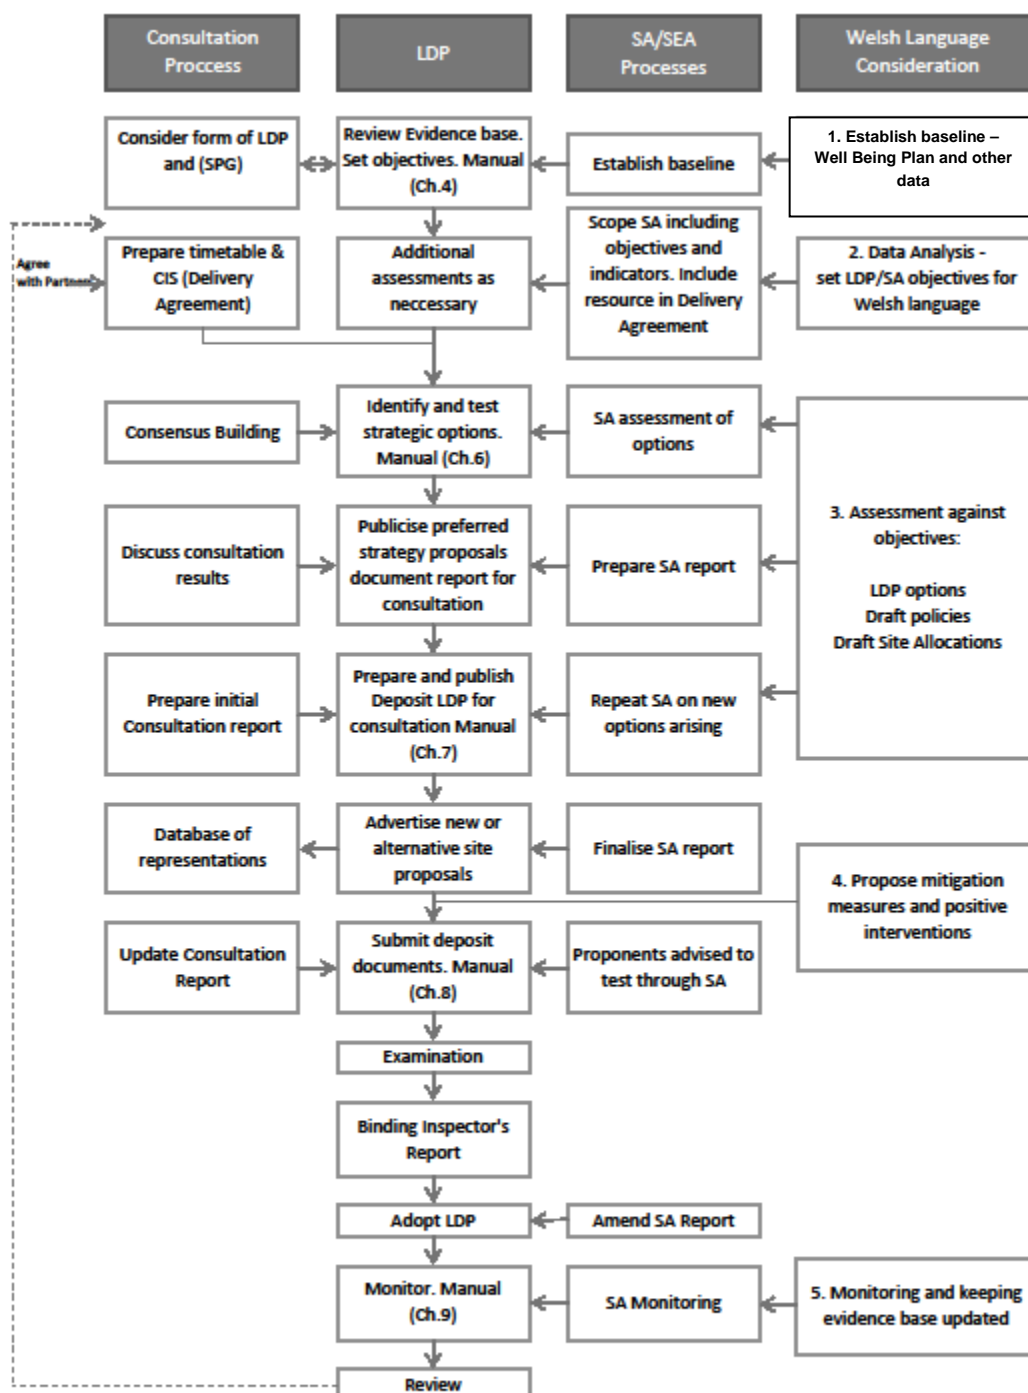 Consultation
Proccess
LDP
SA/SEA
Processes
Welsh Language
Consideration
Consider form of LDP
and (SPG)
Review Evidence base.
Set objectives. Manual
(Ch.4)
Establish baseline
1. Establish baseline –
Well Being Plan and other
data
Agree
with Partners
Prepare timetable &
CIS (Delivery
Agreement)
Additional
assessments as
neccessary
Scope SA including
objectives and
indicators. Include
resource in Delivery
Agreement
2. Data Analysis -
set LDP/SA objectives for
Welsh language
Consensus Building
Identify and test
strategic options.
Manual (Ch.6)
SA assessment of
options
3. Assessment against
objectives:
LDP options
Draft policies
Draft Site Allocations
Discuss consultation
results
Publicise preferred
strategy proposals
document report for
consultation
Prepare SA report
Prepare initial
Consultation report
Prepare and publish
Deposit LDP for
consultation Manual
(Ch.7)
Repeat SA on new
options arising
Database of
representations
Advertise new or
alternative site
proposals
Finalise SA report
4. Propose mitigation
measures and positive
interventions
Update Consultation
Report
Submit deposit
documents. Manual
(Ch.8)
Proponents advised to
test through SA
Examination
Binding Inspector's
Report
Adopt LDP
Amend SA Report
Monitor. Manual
(Ch.9)
SA Monitoring
5. Monitoring and keeping
evidence base updated
Review